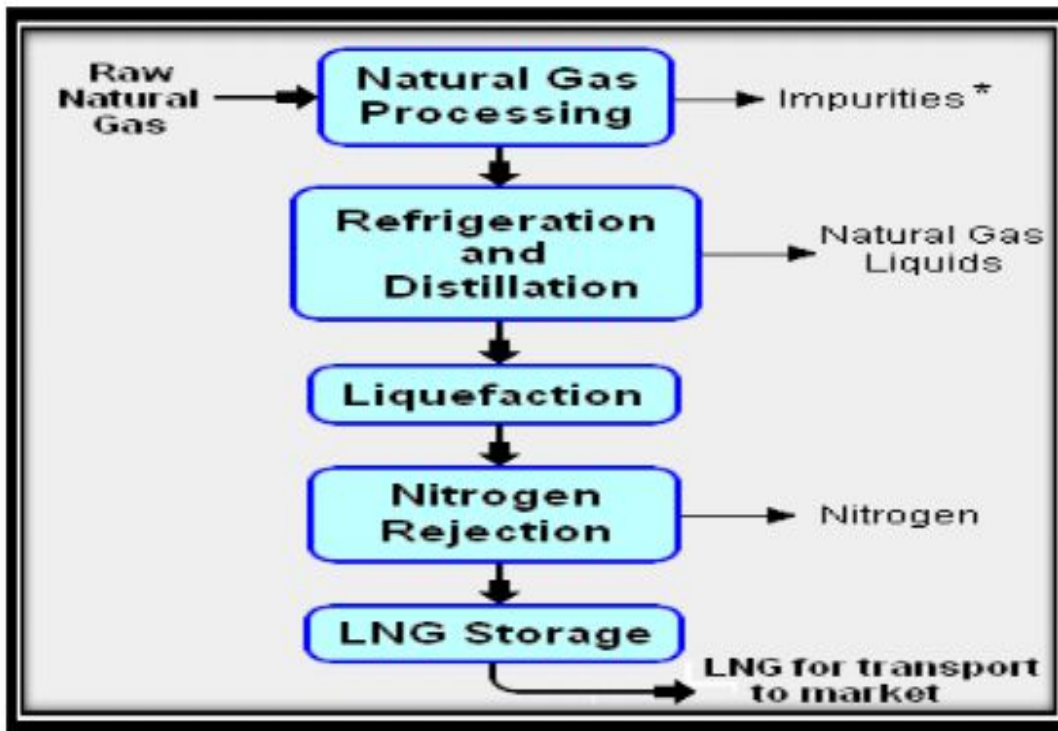 Raw
Natural
Gas
Natural Gas
Processing
Impurities*
Refrigeration
and
Distillation
Natural Gas
Liquids
Liquefaction
Nitrogen
Rejection
Nitrogen
LNG Storage
LNG for transport
to market